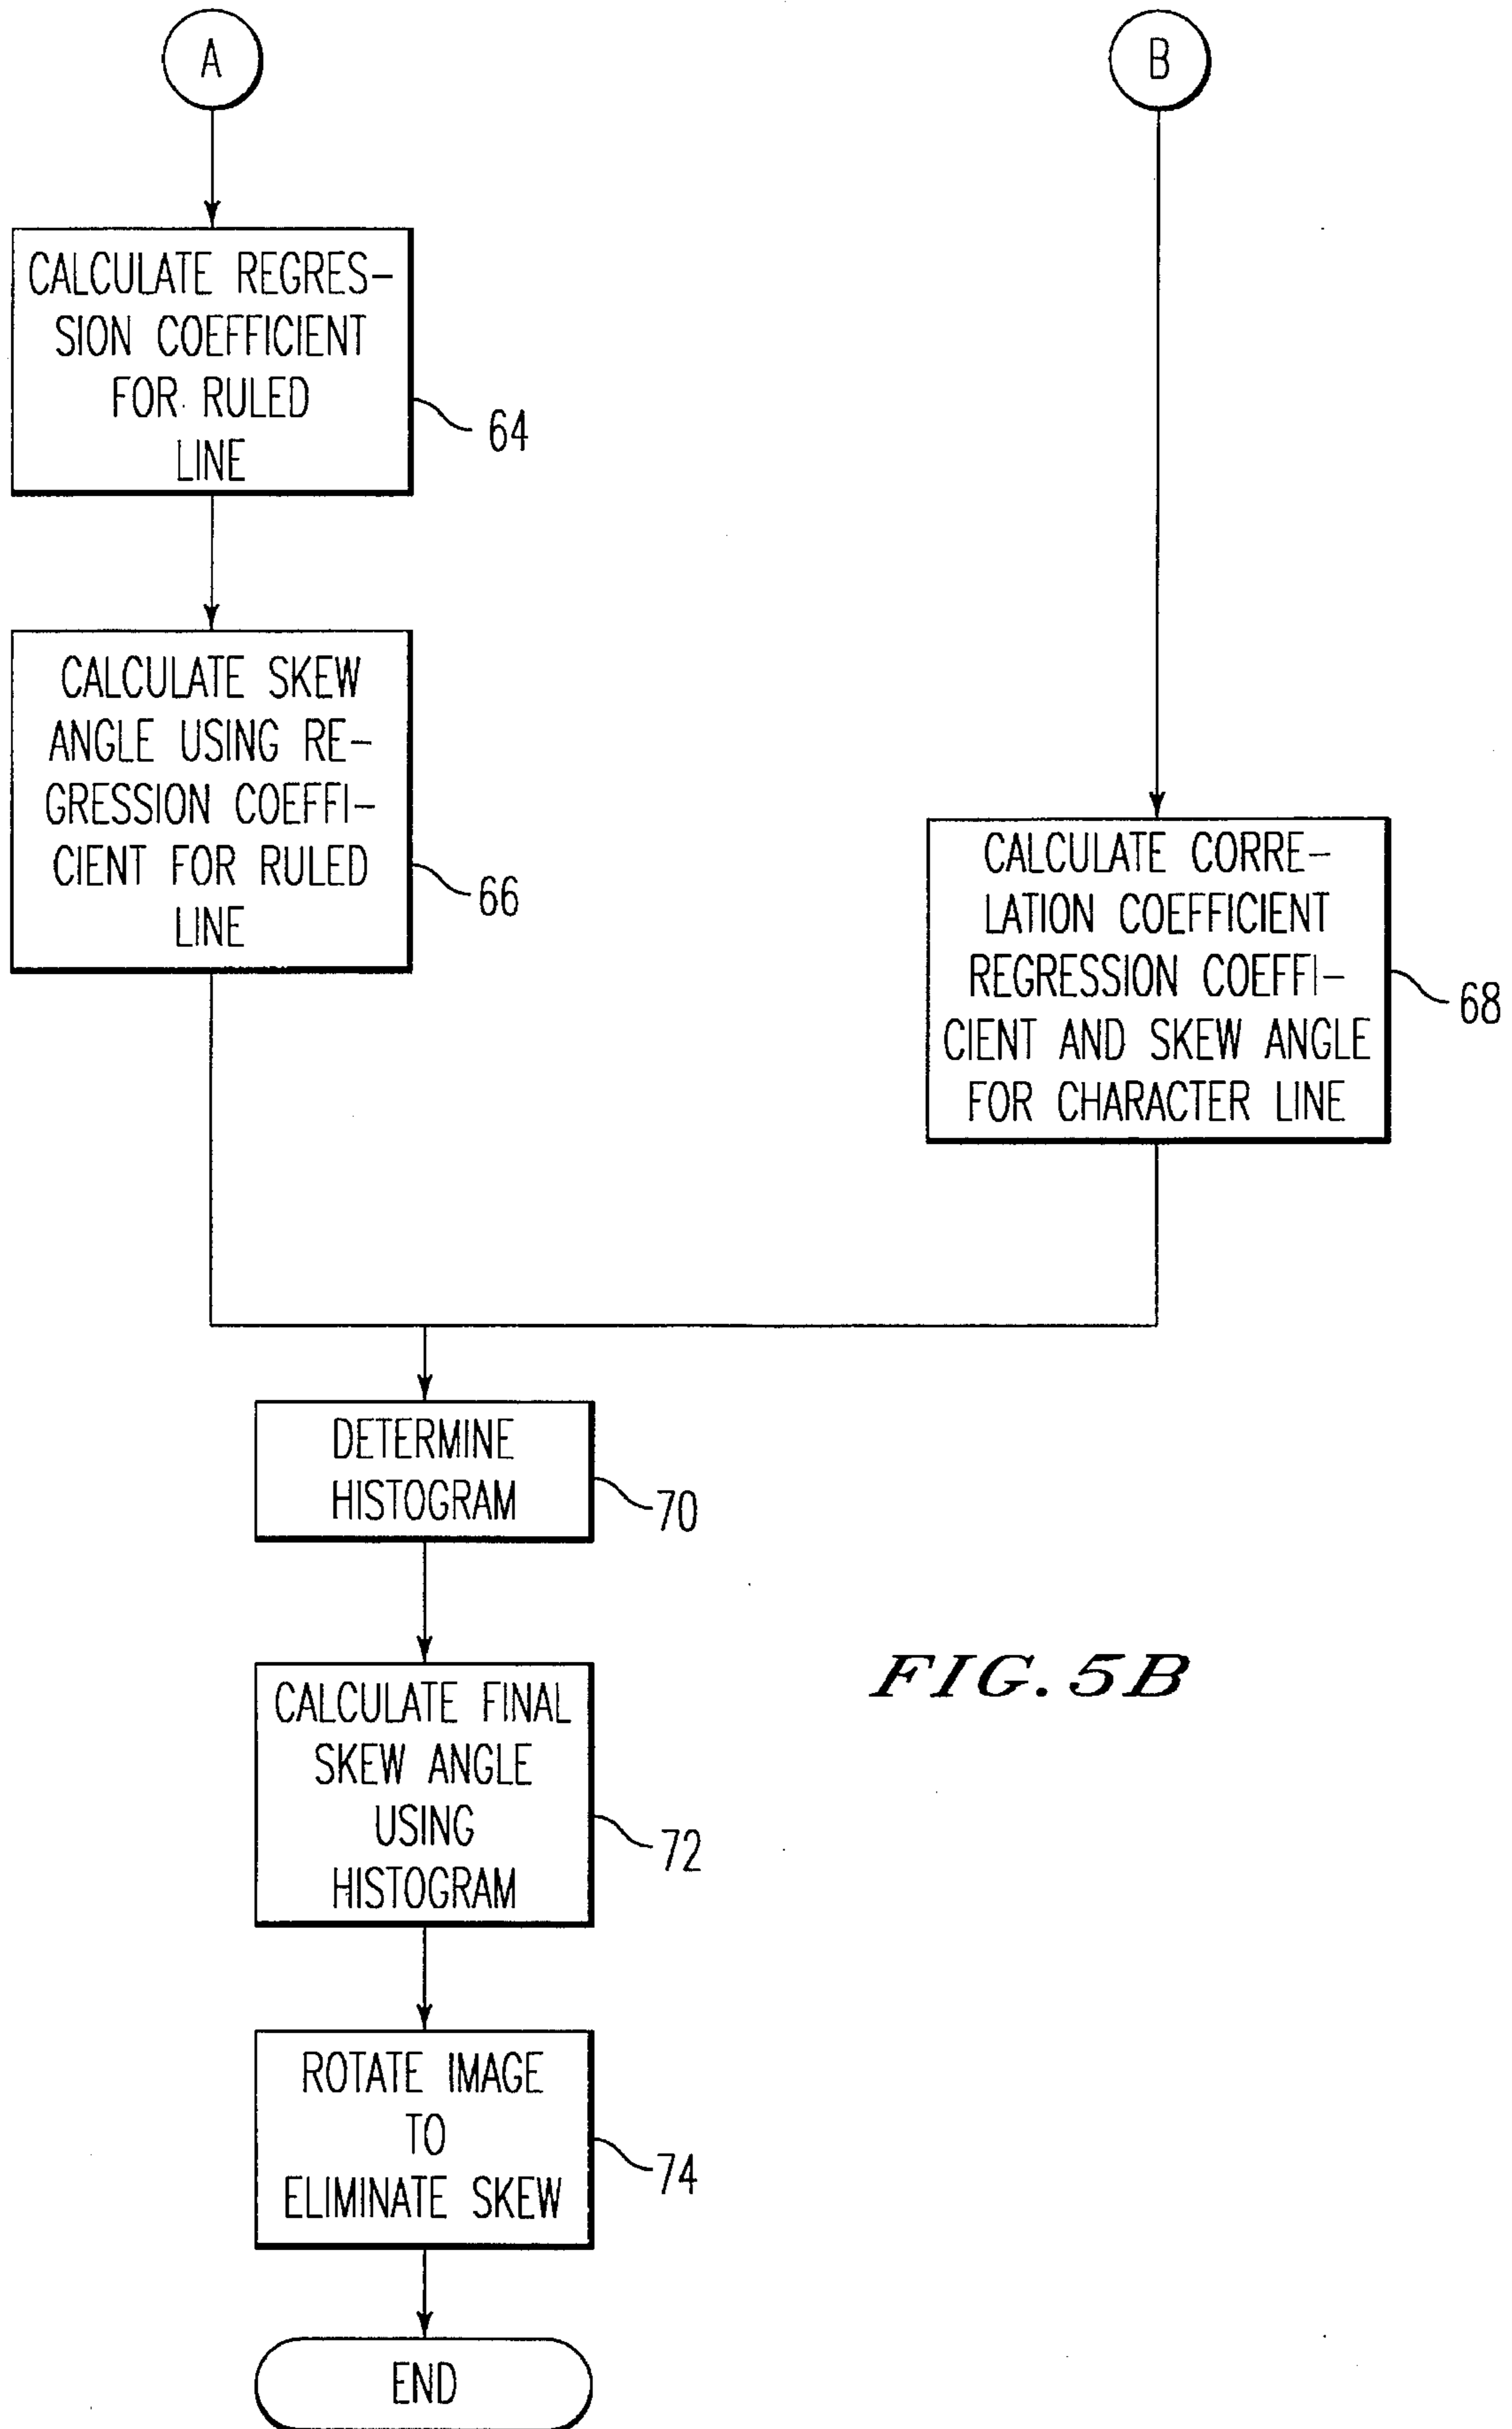 A
B
CALCULATE REGRES-
SION COEFFICIENT
FOR RULED
LINE
64
CALCULATE SKEW
ANGLE USING RE-
GRESSION COEFFI-
CIENT FOR RULED
LINE
66
CALCULATE CORRE-
LATION COEFFICIENT
REGRESSION COEFFI-
CIENT AND SKEW ANGLE
FOR CHARACTER LINE
68
DETERMINE
HISTOGRAM
70
CALCULATE FINAL
SKEW ANGLE
USING
HISTOGRAM
72
FIG. 5B
ROTATE IMAGE
TO
ELIMINATE SKEW
74
END